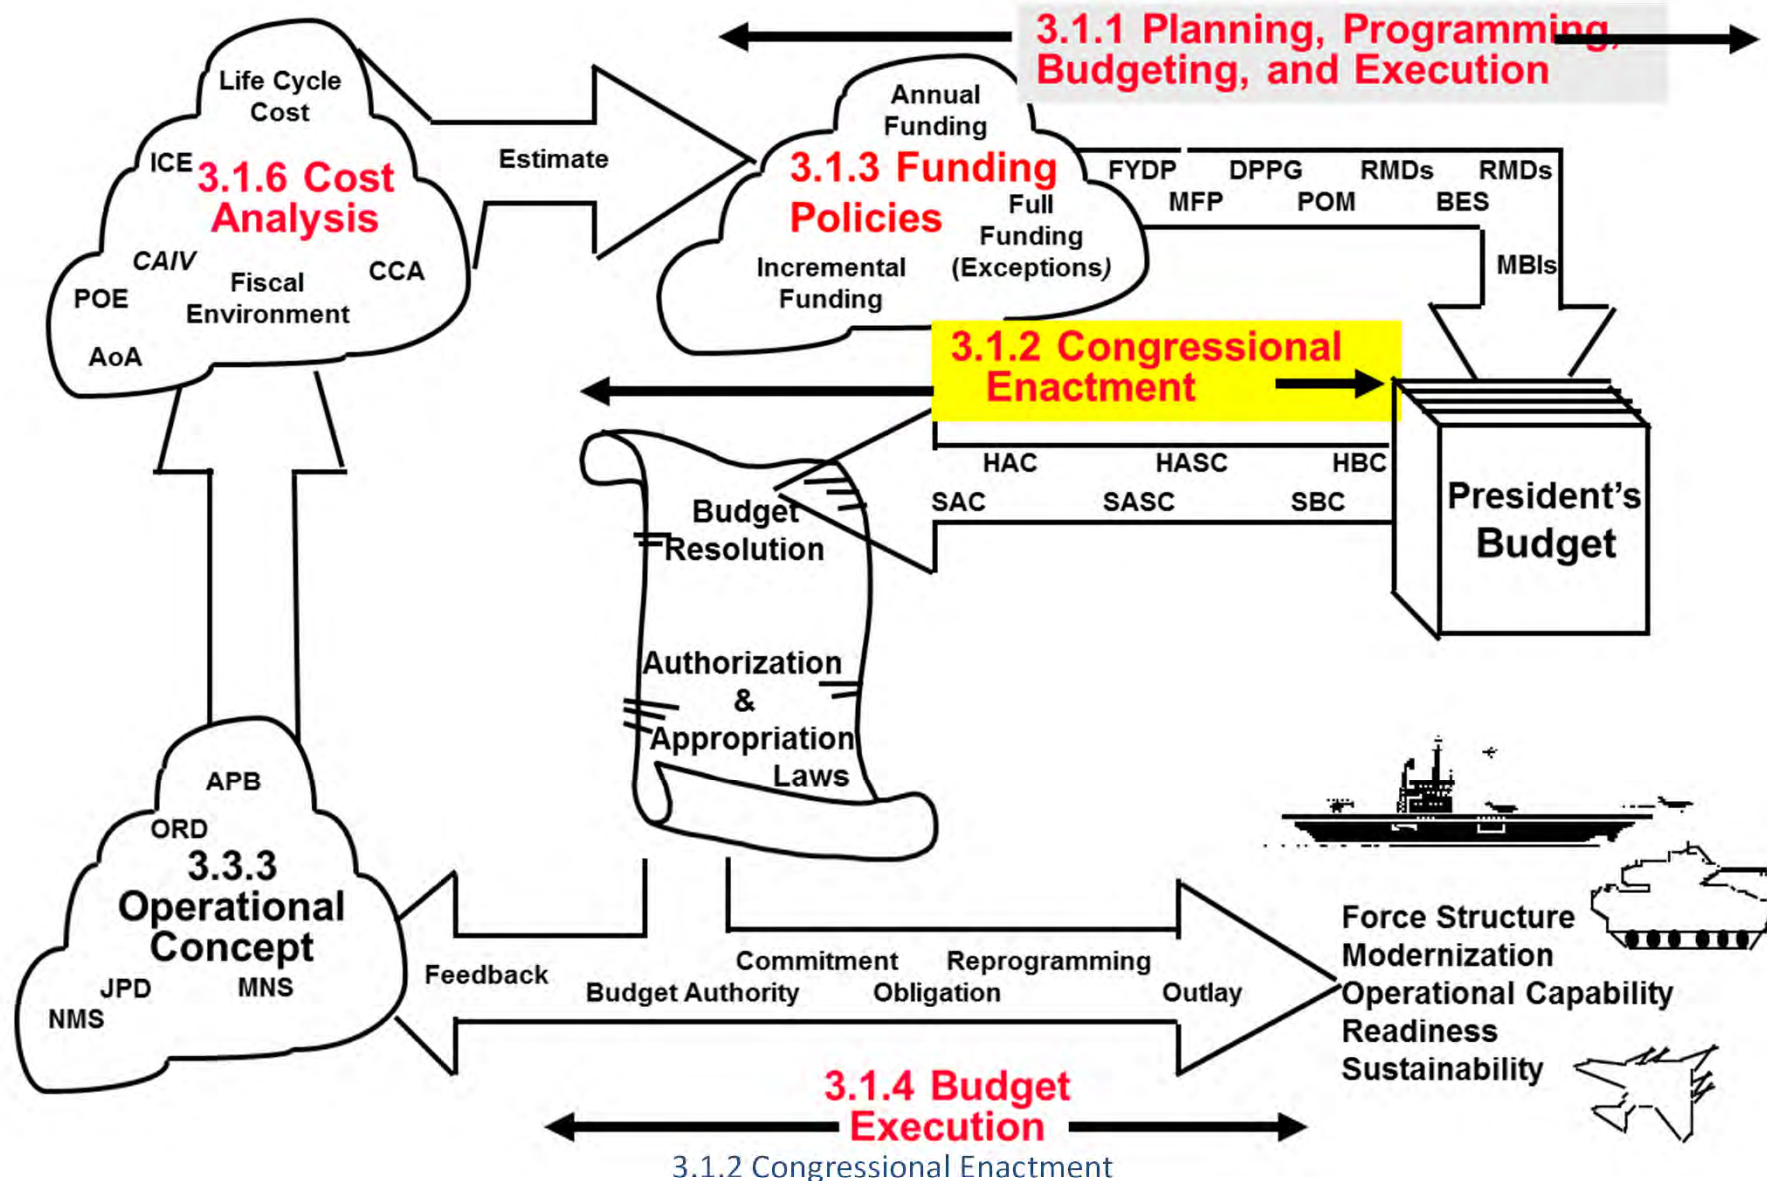 3.1.1 Planning, Programming,
Budgeting, and Execution
Life Cycle
Cost
ICE
3.1.6 Cost
Analysis
CAIV
Fiscal
Environment
CCA
POE
AoA
Estimate
Annual
Funding
3.1.3 Funding
Policies
Full
Funding
(Exceptions)
Incremental
Funding
FYDP DPPG RMDs RMDs
MFP POM BES
MBIs
3.1.2 Congressional
Enactment
HAC HASC HBC
SAC SASC SBC
President's
Budget
Budget
Resolution
Authorization
&
Appropriation
Laws
APB
ORD
3.3.3
Operational
Concept
JPD MNS
NMS
Feedback
Commitment Reprogramming
Budget Authority Obligation Outlay
Force Structure
Modernization
Operational Capability
Readiness
Sustainability
3.1.4 Budget
Execution
3.1.2 Congressional Enactment